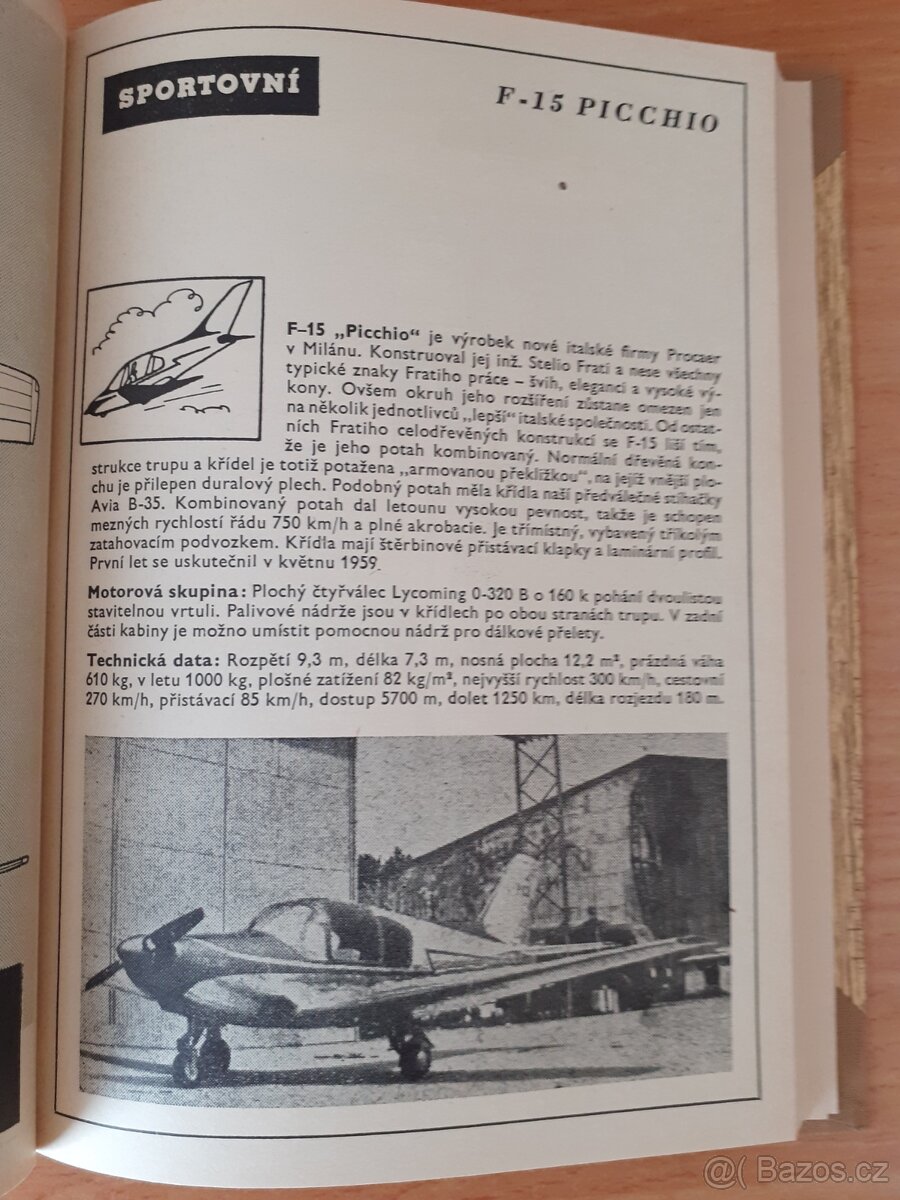 SPORTOVNÍ
F-15 PICCHIO
F–15 „Picchio“ je výrobek nové italské firmy Procaer
v Milánu. Konstruoval jej inž. Stelio Frati a nese všechny
typické znaky Fratiho práce – švih, eleganci a vysoké vý-
kony. Ovšem okruh jeho rozšíření zůstane omezen jen
na několik jednotlivců „lepší“ italské společnosti. Od ostat-
ních Fratiho celodřevěných konstrukcí se F-15 liší tím,
že je jeho potah kombinovaný. Normální dřevěná kon-
strukce trupu a křídel je totiž potažena „armovanou překližkou“, na jejíž vnější plo-
chu je přilepen duralový plech. Podobný potah měla křídla naší předválečné stíhačky
Avia B-35. Kombinovaný potah dal letounu vysokou pevnost, takže je schopen
mezných rychlostí řádu 750 km/h a plné akrobacie. Je třímístný, vybavený tříkolým
zatahovacím podvozkem. Křídla mají štěrbinové přistávací klapky a laminární profil.
První let se uskutečnil v květnu 1959.
Motorová skupina: Plochý čtyřválec Lycoming 0-320 B o 160 k pohání dvoulistou
stavitelnou vrtuli. Palivové nádrže jsou v křídlech po obou stranách trupu. V zadní
části kabiny je možno umístit pomocnou nádrž pro dálkové přelety.
Technická data: Rozpětí 9,3 m, délka 7,3 m, nosná plocha 12,2 m², prázdná váha
610 kg, v letu 1000 kg, plošné zatížení 82 kg/m², nejvyšší rychlost 300 km/h, cestovní
270 km/h, přistávací 85 km/h, dostup 5700 m, dolet 1250 km, délka rozjezdu 180 m.
@( Bazos.cz